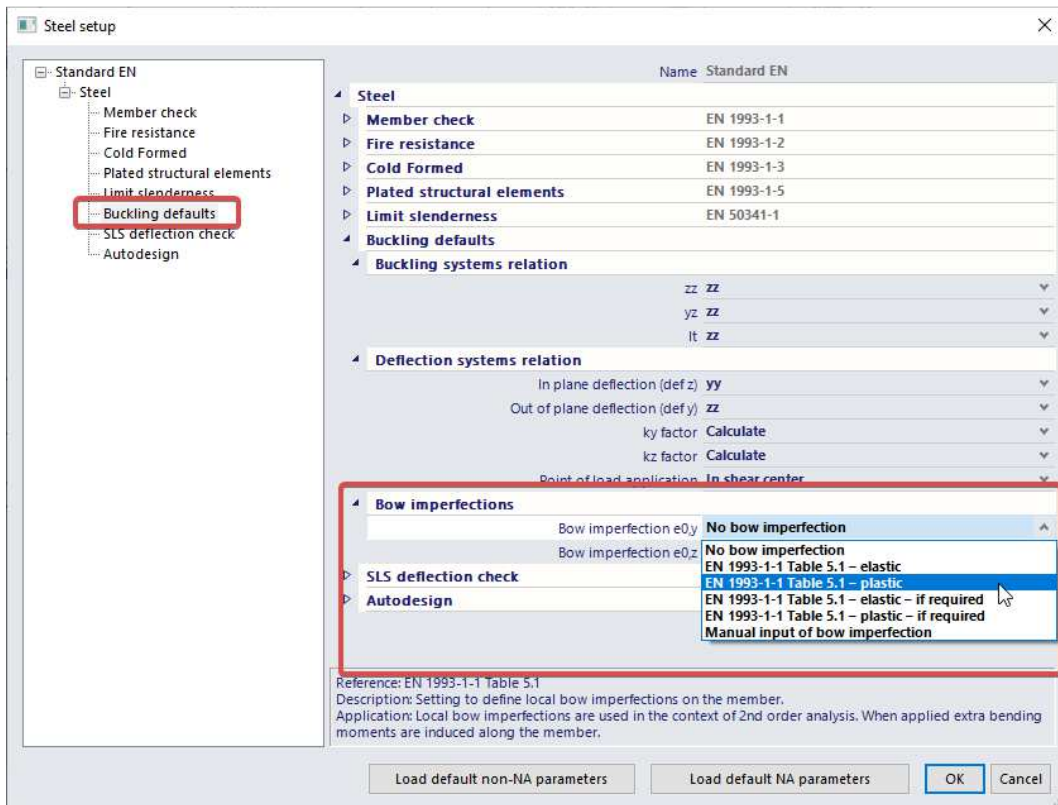 Steel setup
Standard EN
Steel
Member check
Fire resistance
Cold Formed
Plated structural elements
Limit slenderness
Buckling defaults
SLS deflection check
Autodesign
Name Standard EN
Steel
Member check EN 1993-1-1
Fire resistance EN 1993-1-2
Cold Formed EN 1993-1-3
Plated structural elements EN 1993-1-5
Limit slenderness EN 50341-1
Buckling defaults
Buckling systems relation
zz zz
yz zz
lt zz
Deflection systems relation
In plane deflection (def z) yy
Out of plane deflection (def y) zz
ky factor Calculate
kz factor Calculate
Point of load application In shear center
Bow imperfections
Bow imperfection e0,y No bow imperfection
Bow imperfection e0,z
No bow imperfection
EN 1993-1-1 Table 5.1 – elastic
EN 1993-1-1 Table 5.1 – plastic
EN 1993-1-1 Table 5.1 – elastic – if required
EN 1993-1-1 Table 5.1 – plastic – if required
Manual input of bow imperfection
SLS deflection check
Autodesign
Reference: EN 1993-1-1 Table 5.1
Description: Setting to define local bow imperfections on the member.
Application: Local bow imperfections are used in the context of 2nd order analysis. When applied extra bending
moments are induced along the member.
Load default non-NA parameters
Load default NA parameters
OK
Cancel